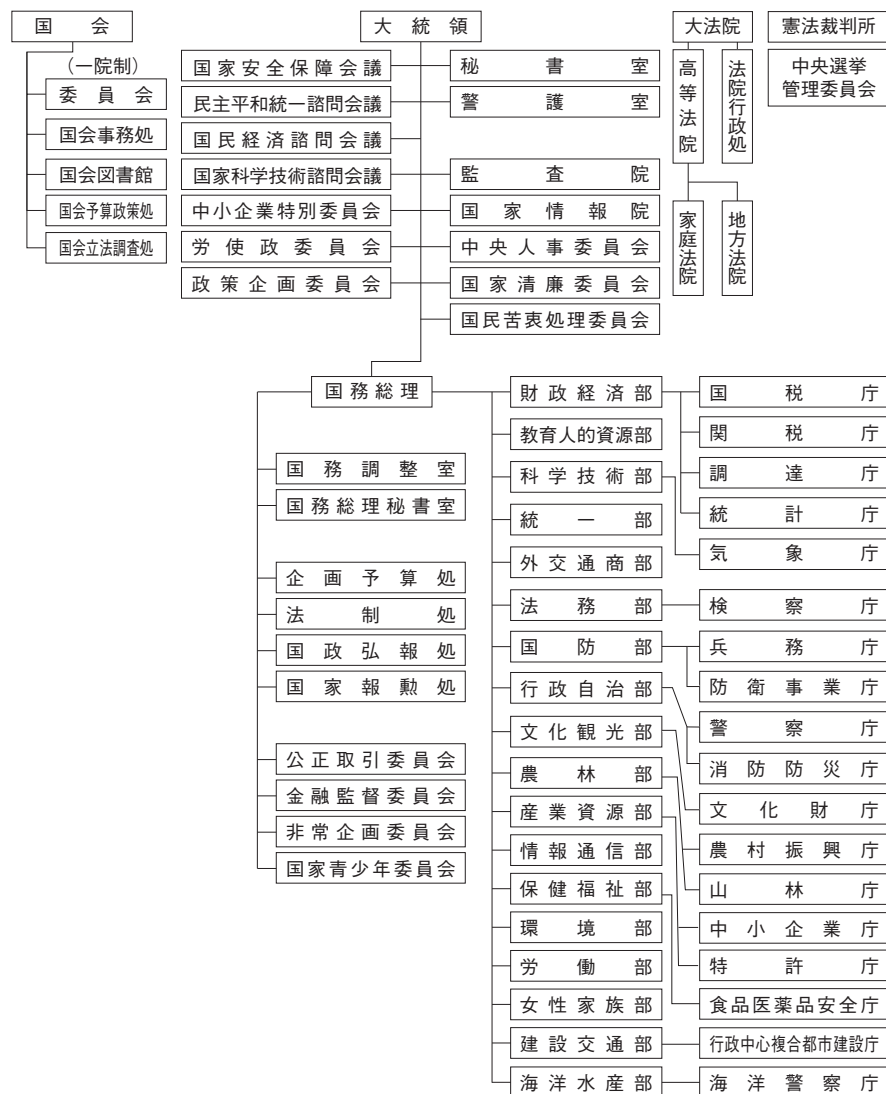 国会
(一院制)
委員会
国会事務処
国会図書館
国会予算政策処
国会立法調査処
大統領
国家安全保障会議
民主平和統一諮問会議
国民経済諮問会議
国家科学技術諮問会議
中小企業特別委員会
労使政委員会
政策企画委員会
秘書室
警護室
監査院
国家情報院
中央人事委員会
国家清廉委員会
国民苦衷処理委員会
大法院
高等法院
法院行政処
家庭法院
地方法院
憲法裁判所
中央選挙
管理委員会
国務総理
国務調整室
国務総理秘書室
企画予算処
法制処
国政弘報処
国家報勲処
公正取引委員会
金融監督委員会
非常企画委員会
国家青少年委員会
財政経済部
教育人的資源部
科学技術部
統一部
外交通商部
法務部
国防部
行政自治部
文化観光部
農林部
産業資源部
情報通信部
保健福祉部
環境部
労働部
女性家族部
建設交通部
海洋水産部
国税庁
関税庁
調達庁
統計庁
気象庁
検察庁
兵務庁
防衛事業庁
警察庁
消防防災庁
文化財庁
農村振興庁
山林庁
中小企業庁
特許庁
食品医薬品安全庁
行政中心複合都市建設庁
海洋警察庁